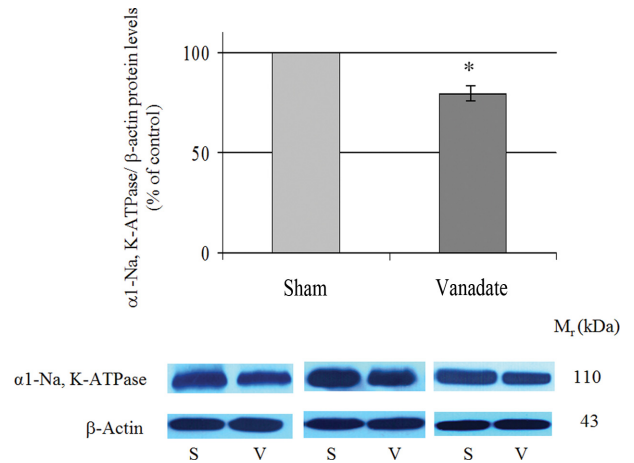 α1-Na, K-ATPase/ β-actin protein levels
(% of control)
100
*
50
0
Sham Vanadate
Mr (kDa)
α1-Na, K-ATPase 110
β-Actin 43
S V S V S V